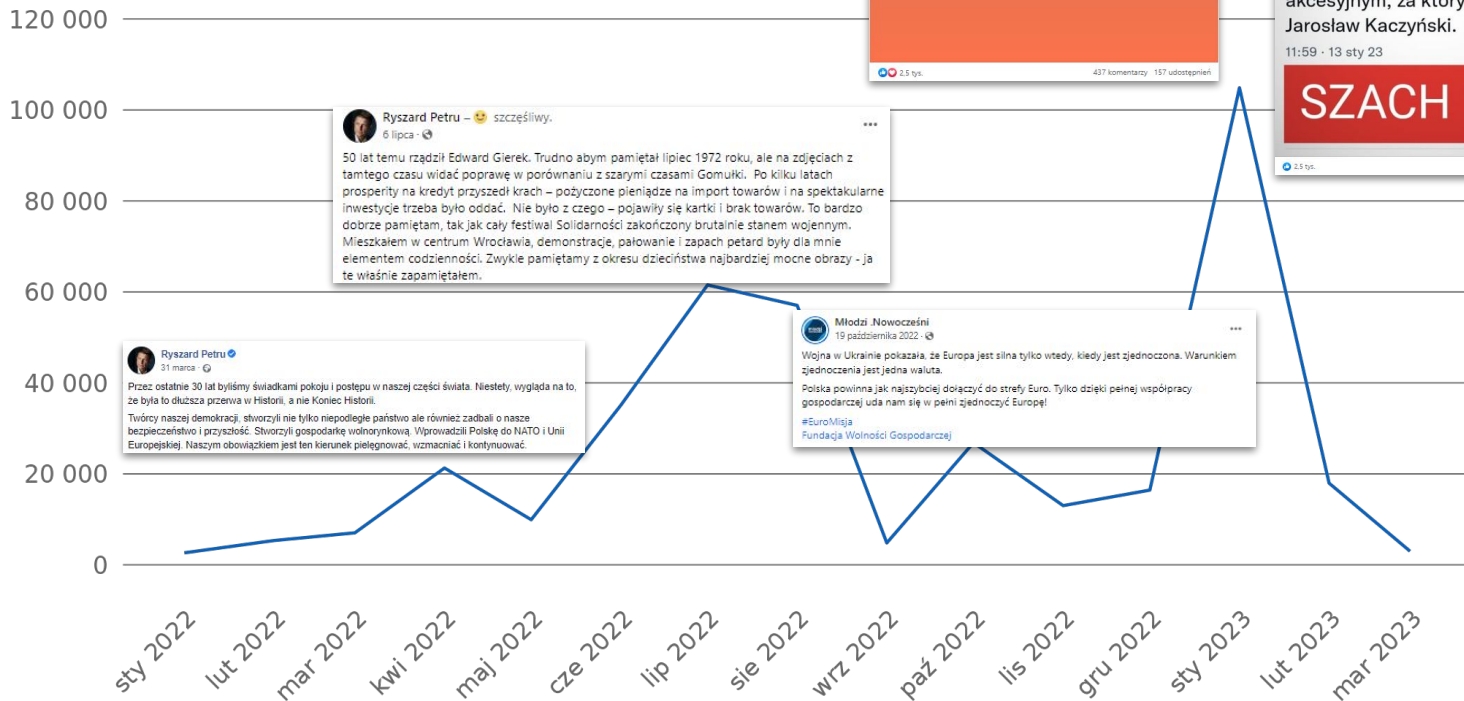 120 000
100 000
80 000
60 000
40 000
20 000
0
2,5 tys.
437 komentarzy 157 udostępnień
akcesyjnym, za który
Jarosław Kaczyński.
11:59 · 13 sty 23
SZACH
2,5 tys.
Ryszard Petru – szczęśliwy.
6 lipca ·
50 lat temu rządził Edward Gierek. Trudno abym pamiętał lipiec 1972 roku, ale na zdjęciach z
tamtego czasu widać poprawę w porównaniu z szarymi czasami Gomułki. Po kilku latach
prosperity na kredyt przyszedł krach – pożyczone pieniądze na import towarów i na spektakularne
inwestycje trzeba było oddać. Nie było z czego – pojawiły się kartki i brak towarów. To bardzo
dobrze pamiętam, tak jak cały festiwal Solidarności zakończony brutalnie stanem wojennym.
Mieszkałem w centrum Wrocławia, demonstracje, pałowanie i zapach petard były dla mnie
elementem codzienności. Zwykle pamiętamy z okresu dzieciństwa najbardziej mocne obrazy - ja
te właśnie zapamiętałem.
Ryszard Petru
31 marca ·
Przez ostatnie 30 lat byliśmy świadkami pokoju i postępu w naszej części świata. Niestety, wygląda na to,
że była to dłuższa przerwa w Historii, a nie Koniec Historii.
Twórcy naszej demokracji, stworzyli nie tylko niepodległe państwo ale również zadbali o nasze
bezpieczeństwo i przyszłość. Stworzyli gospodarkę wolnorynkową. Wprowadzili Polskę do NATO i Unii
Europejskiej. Naszym obowiązkiem jest ten kierunek pielęgnować, wzmacniać i kontynuować.
Młodzi .Nowocześni
19 października 2022 ·
Wojna w Ukrainie pokazała, że Europa jest silna tylko wtedy, kiedy jest zjednoczona. Warunkiem
zjednoczenia jest jedna waluta.
Polska powinna jak najszybciej dołączyć do strefy Euro. Tylko dzięki pełnej współpracy
gospodarczej uda nam się w pełni zjednoczyć Europę!
#EuroMisja
Fundacja Wolności Gospodarczej
sty 2022
lut 2022
mar 2022
kwi 2022
maj 2022
cze 2022
lip 2022
sie 2022
wrz 2022
paź 2022
lis 2022
gru 2022
sty 2023
lut 2023
mar 2023